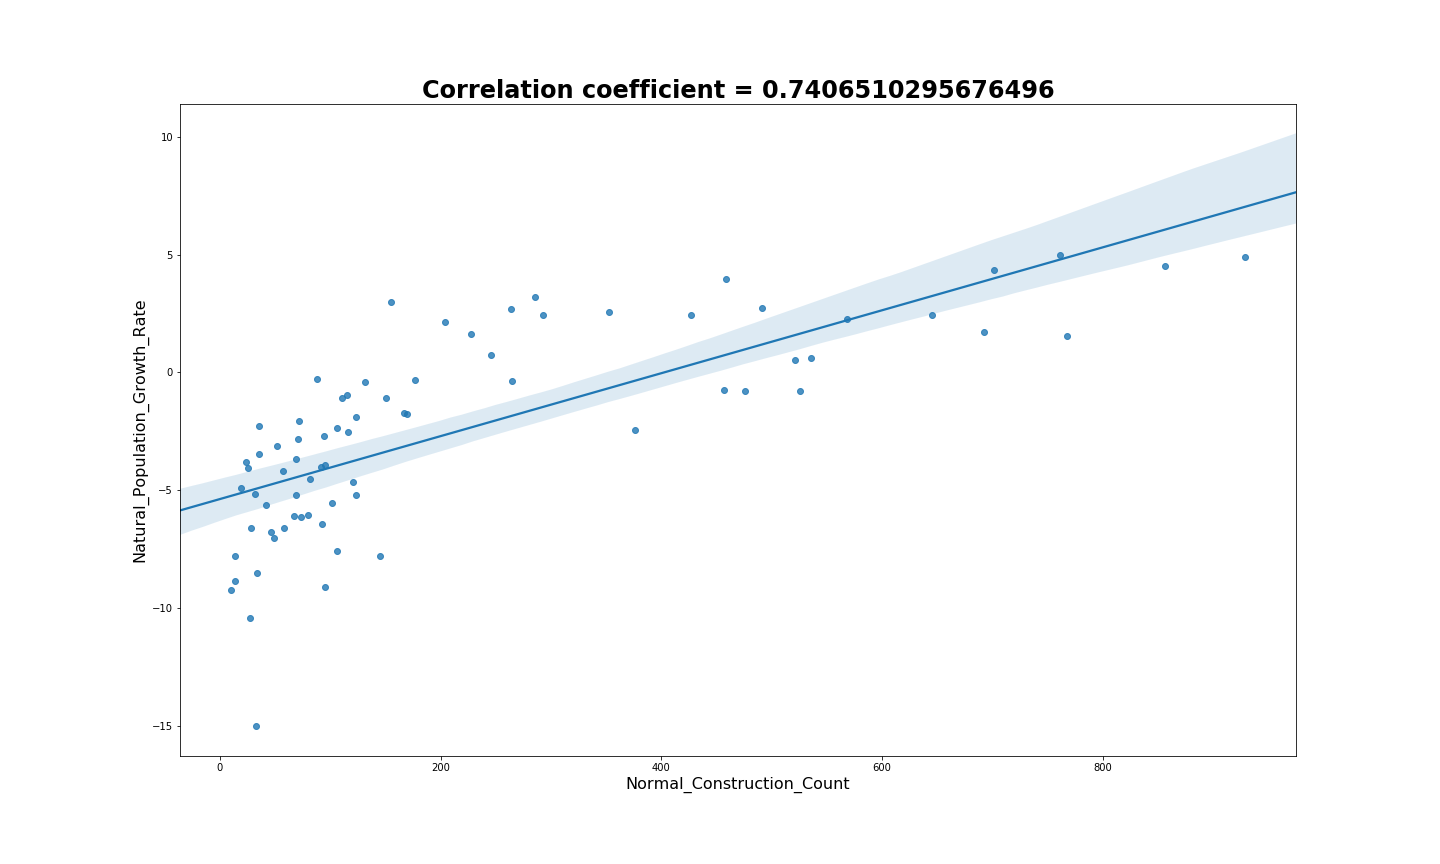 Correlation coefficient = 0.7406510295676496
10
5
0
−5
−10
−15
Natural_Population_Growth_Rate
0 200 400 600 800
Normal_Construction_Count